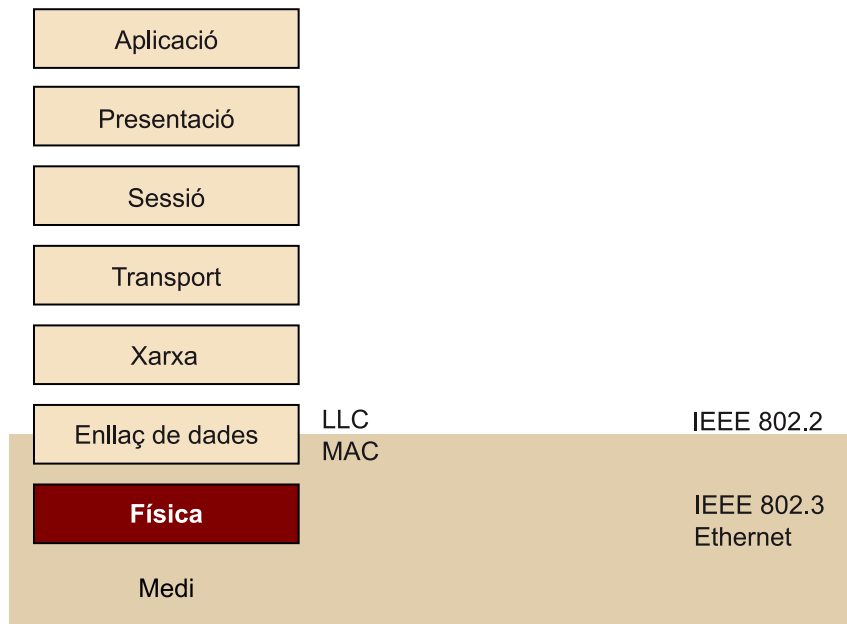 Aplicació
Presentació
Sessió
Transport
Xarxa
Enllaç de dades
LLC
MAC
IEEE 802.2
Física
IEEE 802.3
Ethernet
Medi